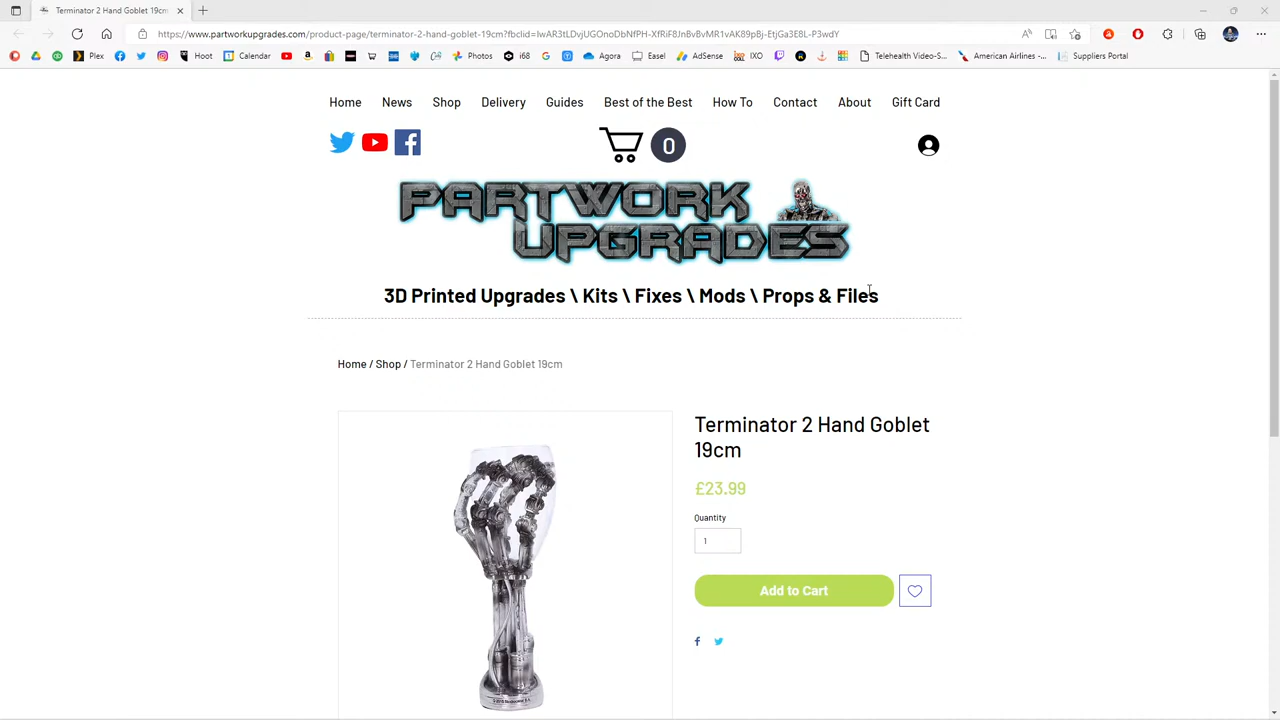 Terminator 2 Hand Goblet 19cm
https://www.partworkupgrades.com/product-page/terminator-2-hand-goblet-19cm?fbclid=IwAR3tLDvjUGOnoDbNfPH-XfRiF8JnBvBvMR1vAK89pBj-EtjGa3E8L-P3wdY
Plex
Hoot
Calendar
Photos
i68
Agora
Easel
AdSense
IXO
Telehealth Video-S...
American Airlines -...
Suppliers Portal
Home News Shop Delivery Guides Best of the Best How To Contact About Gift Card
0
PARTWORK
UPGRADES
3D Printed Upgrades \ Kits \ Fixes \ Mods \ Props & Files
Home / Shop / Terminator 2 Hand Goblet 19cm
Terminator 2 Hand Goblet
19cm
£23.99
Quantity
1
Add to Cart